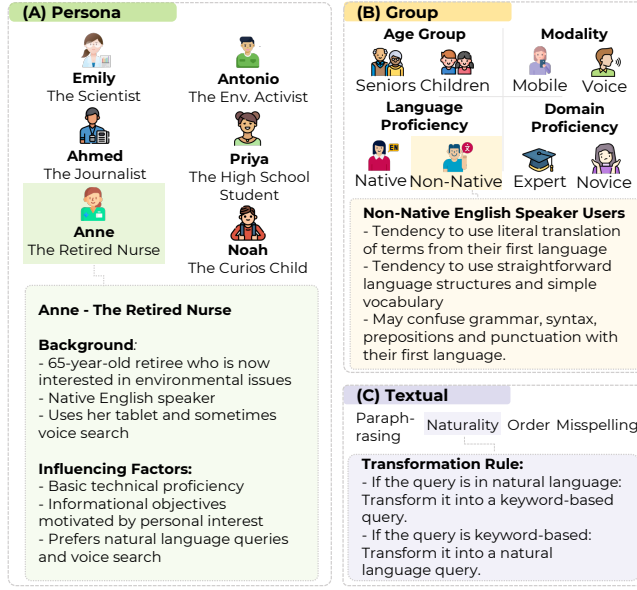 (A) Persona
Emily
The Scientist
Antonio
The Env. Activist
Ahmed
The Journalist
Priya
The High School
Student
Anne
The Retired Nurse
Noah
The Curios Child
Anne - The Retired Nurse
Background:
- 65-year-old retiree who is now
interested in environmental issues
- Native English speaker
- Uses her tablet and sometimes
voice search
Influencing Factors:
- Basic technical proficiency
- Informational objectives
motivated by personal interest
- Prefers natural language queries
and voice search
(B) Group
Age Group
Seniors Children
Modality
Mobile Voice
Language
Proficiency
EN
Native Non-Native
Domain
Proficiency
Expert Novice
Non-Native English Speaker Users
- Tendency to use literal translation
of terms from their first language
- Tendency to use straightforward
language structures and simple
vocabulary
- May confuse grammar, syntax,
prepositions and punctuation with
their first language.
(C) Textual
Paraph-
rasing
Naturality Order Misspelling
Transformation Rule:
- If the query is in natural language:
Transform it into a keyword-based
query.
- If the query is keyword-based:
Transform it into a natural
language query.